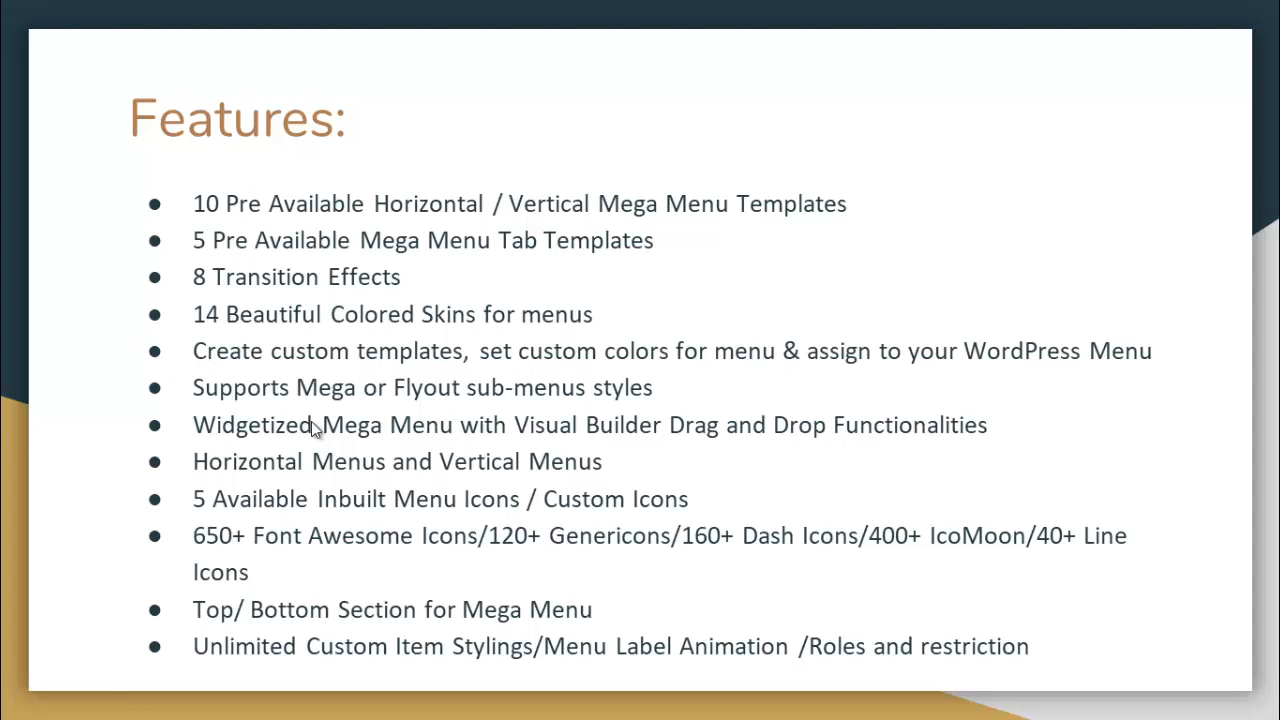 Features:
● 10 Pre Available Horizontal / Vertical Mega Menu Templates
● 5 Pre Available Mega Menu Tab Templates
● 8 Transition Effects
● 14 Beautiful Colored Skins for menus
● Create custom templates, set custom colors for menu & assign to your WordPress Menu
● Supports Mega or Flyout sub-menus styles
● Widgetized Mega Menu with Visual Builder Drag and Drop Functionalities
● Horizontal Menus and Vertical Menus
● 5 Available Inbuilt Menu Icons / Custom Icons
● 650+ Font Awesome Icons/120+ Genericons/160+ Dash Icons/400+ IcoMoon/40+ Line
Icons
● Top/ Bottom Section for Mega Menu
● Unlimited Custom Item Stylings/Menu Label Animation /Roles and restriction